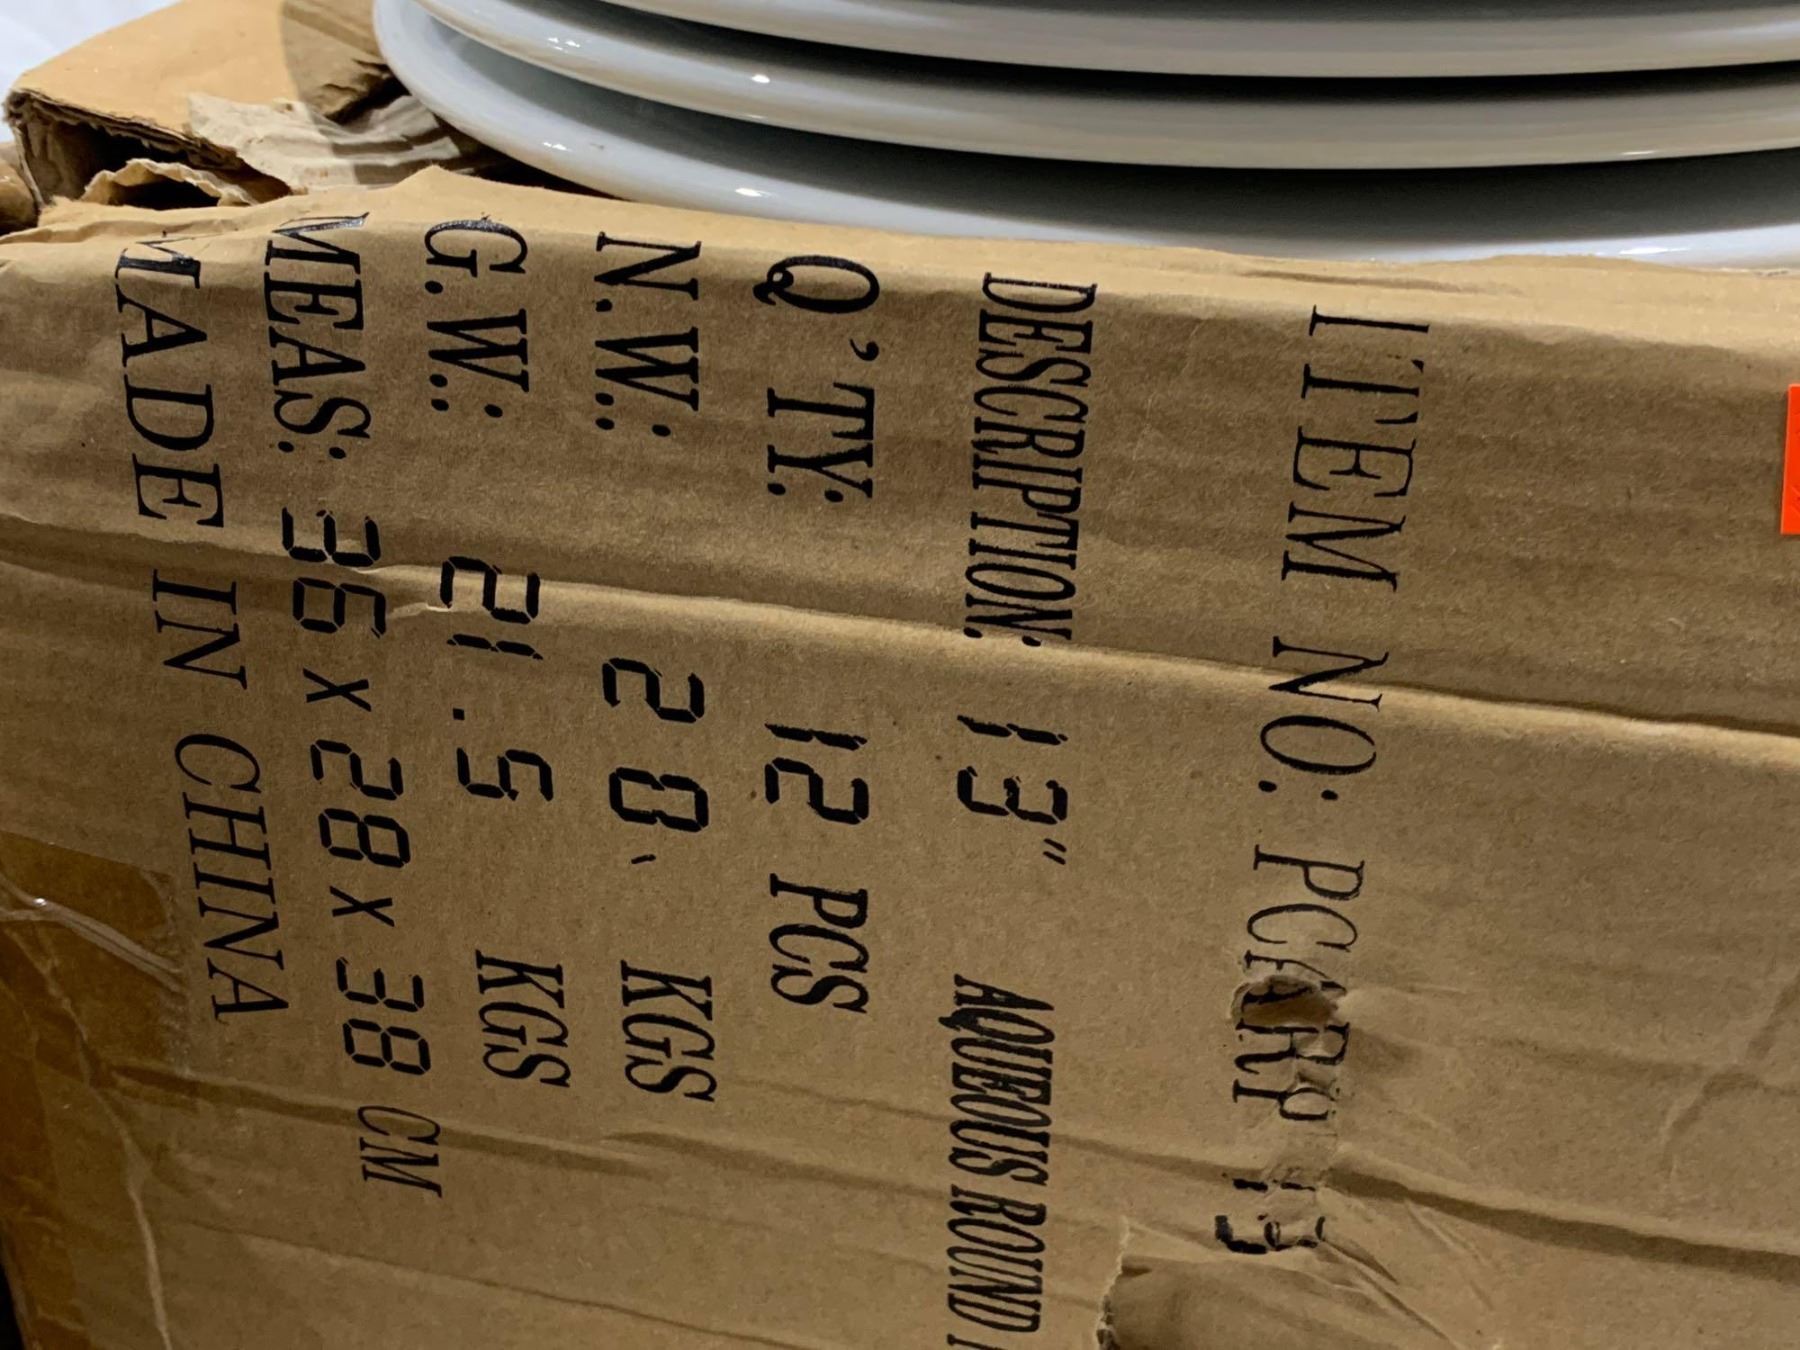 ITEM NO: PCARP 13
DESCRIPTION: 13" AQUEOUS ROUND
Q'TY: 12 PCS
N.W.: 20 KGS
G.W.: 21.5 KGS
MEAS: 36 x 28 x 38 CM
MADE IN CHINA